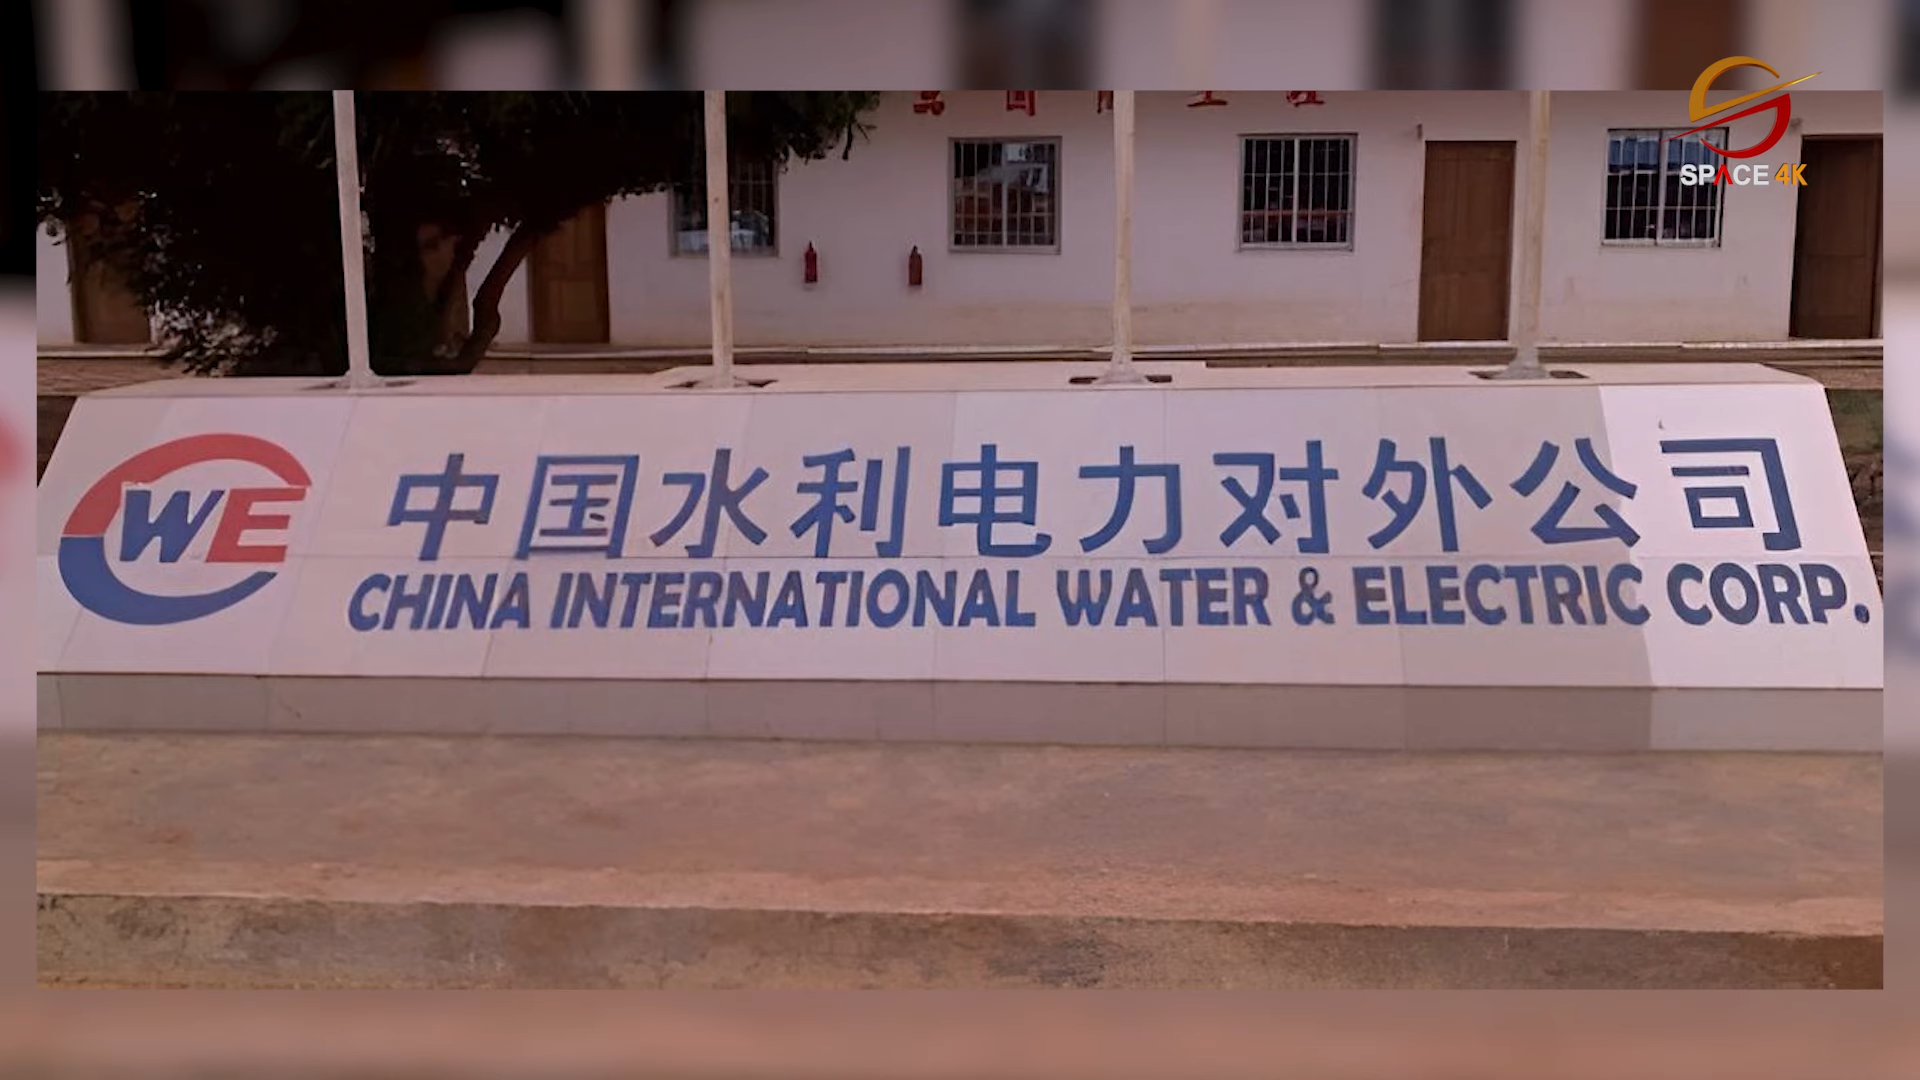 SPACE 4K
CWE
中国水利电力对外公司
CHINA INTERNATIONAL WATER & ELECTRIC CORP.